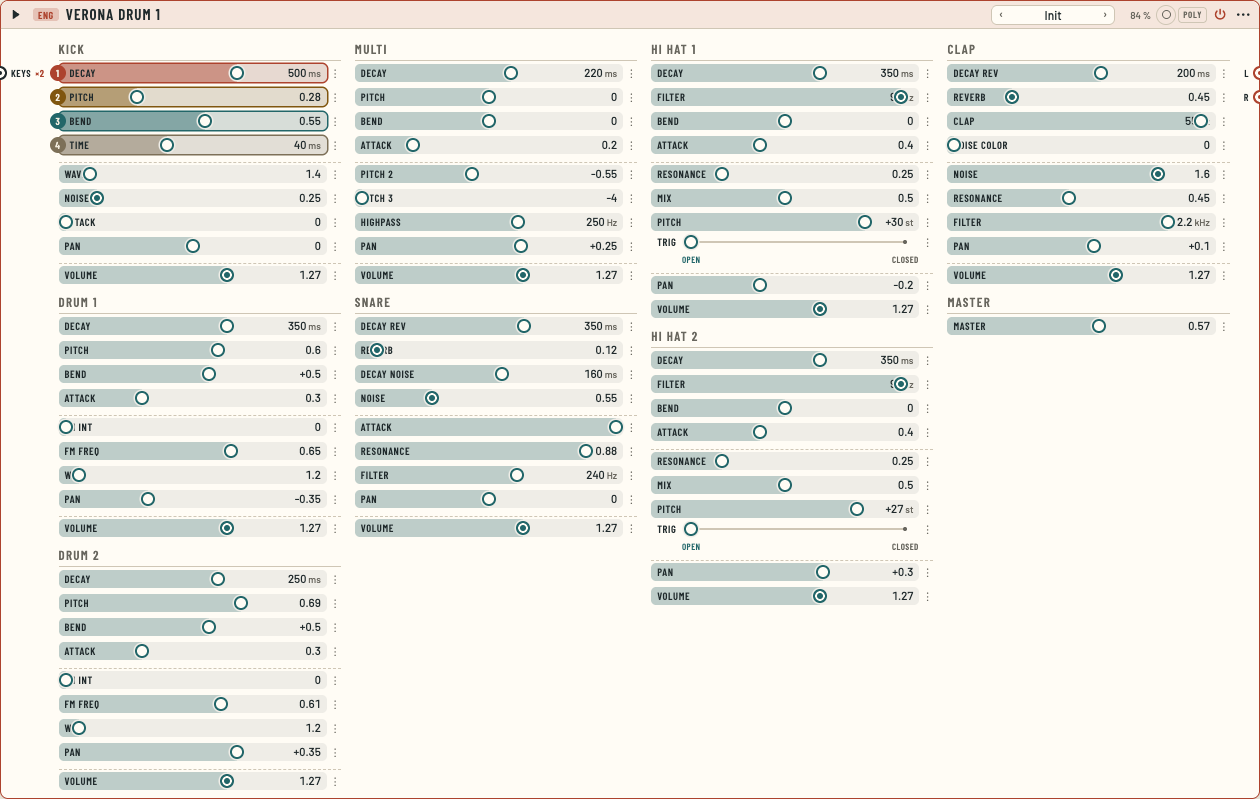 ENG VERONA DRUM 1 ‹ Init › 84 % POLY
KEYS ×2
L
R
KICK
1 DECAY 500 ms
2 PITCH 0.28
3 BEND 0.55
4 TIME 40 ms
WAV 1.4
NOISE 0.25
TACK 0
PAN 0
VOLUME 1.27
DRUM 1
DECAY 350 ms
PITCH 0.6
BEND +0.5
ATTACK 0.3
INT 0
FM FREQ 0.65
W 1.2
PAN -0.35
VOLUME 1.27
DRUM 2
DECAY 250 ms
PITCH 0.69
BEND +0.5
ATTACK 0.3
INT 0
FM FREQ 0.61
W 1.2
PAN +0.35
VOLUME 1.27
MULTI
DECAY 220 ms
PITCH 0
BEND 0
ATTACK 0.2
PITCH 2 -0.55
TCH 3 -4
HIGHPASS 250 Hz
PAN +0.25
VOLUME 1.27
SNARE
DECAY REV 350 ms
RE RB 0.12
DECAY NOISE 160 ms
NOISE 0.55
ATTACK
RESONANCE 0.88
FILTER 240 Hz
PAN 0
VOLUME 1.27
HI HAT 1
DECAY 350 ms
FILTER
BEND 0
ATTACK 0.4
RESONANCE 0.25
MIX 0.5
PITCH +30 st
TRIG
OPEN CLOSED
PAN -0.2
VOLUME 1.27
HI HAT 2
DECAY 350 ms
FILTER
BEND 0
ATTACK 0.4
RESONANCE 0.25
MIX 0.5
PITCH +27 st
TRIG
OPEN CLOSED
PAN +0.3
VOLUME 1.27
CLAP
DECAY REV 200 ms
REVERB 0.45
CLAP
OISE COLOR 0
NOISE 1.6
RESONANCE 0.45
FILTER 2.2 kHz
PAN +0.1
VOLUME 1.27
MASTER
MASTER 0.57